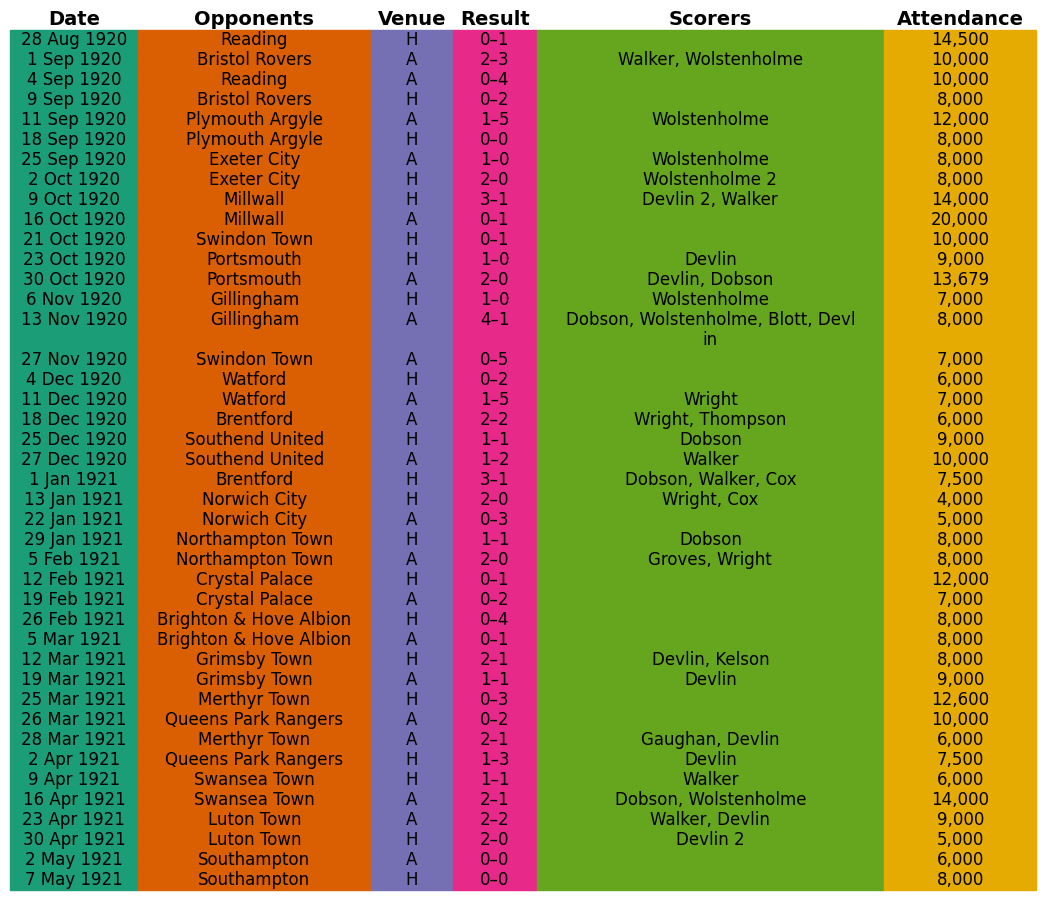 Date Opponents Venue Result Scorers Attendance
28 Aug 1920 Reading H 0–1 14,500
1 Sep 1920 Bristol Rovers A 2–3 Walker, Wolstenholme 10,000
4 Sep 1920 Reading A 0–4 10,000
9 Sep 1920 Bristol Rovers H 0–2 8,000
11 Sep 1920 Plymouth Argyle A 1–5 Wolstenholme 12,000
18 Sep 1920 Plymouth Argyle H 0–0 8,000
25 Sep 1920 Exeter City A 1–0 Wolstenholme 8,000
2 Oct 1920 Exeter City H 2–0 Wolstenholme 2 8,000
9 Oct 1920 Millwall H 3–1 Devlin 2, Walker 14,000
16 Oct 1920 Millwall A 0–1 20,000
21 Oct 1920 Swindon Town H 0–1 10,000
23 Oct 1920 Portsmouth H 1–0 Devlin 9,000
30 Oct 1920 Portsmouth A 2–0 Devlin, Dobson 13,679
6 Nov 1920 Gillingham H 1–0 Wolstenholme 7,000
13 Nov 1920 Gillingham A 4–1 Dobson, Wolstenholme, Blott, Devl 8,000
in
27 Nov 1920 Swindon Town A 0–5 7,000
4 Dec 1920 Watford H 0–2 6,000
11 Dec 1920 Watford A 1–5 Wright 7,000
18 Dec 1920 Brentford A 2–2 Wright, Thompson 6,000
25 Dec 1920 Southend United H 1–1 Dobson 9,000
27 Dec 1920 Southend United A 1–2 Walker 10,000
1 Jan 1921 Brentford H 3–1 Dobson, Walker, Cox 7,500
13 Jan 1921 Norwich City H 2–0 Wright, Cox 4,000
22 Jan 1921 Norwich City A 0–3 5,000
29 Jan 1921 Northampton Town H 1–1 Dobson 8,000
5 Feb 1921 Northampton Town A 2–0 Groves, Wright 8,000
12 Feb 1921 Crystal Palace H 0–1 12,000
19 Feb 1921 Crystal Palace A 0–2 7,000
26 Feb 1921 Brighton & Hove Albion H 0–4 8,000
5 Mar 1921 Brighton & Hove Albion A 0–1 8,000
12 Mar 1921 Grimsby Town H 2–1 Devlin, Kelson 8,000
19 Mar 1921 Grimsby Town A 1–1 Devlin 9,000
25 Mar 1921 Merthyr Town H 0–3 12,600
26 Mar 1921 Queens Park Rangers A 0–2 10,000
28 Mar 1921 Merthyr Town A 2–1 Gaughan, Devlin 6,000
2 Apr 1921 Queens Park Rangers H 1–3 Devlin 7,500
9 Apr 1921 Swansea Town H 1–1 Walker 6,000
16 Apr 1921 Swansea Town A 2–1 Dobson, Wolstenholme 14,000
23 Apr 1921 Luton Town A 2–2 Walker, Devlin 9,000
30 Apr 1921 Luton Town H 2–0 Devlin 2 5,000
2 May 1921 Southampton A 0–0 6,000
7 May 1921 Southampton H 0–0 8,000